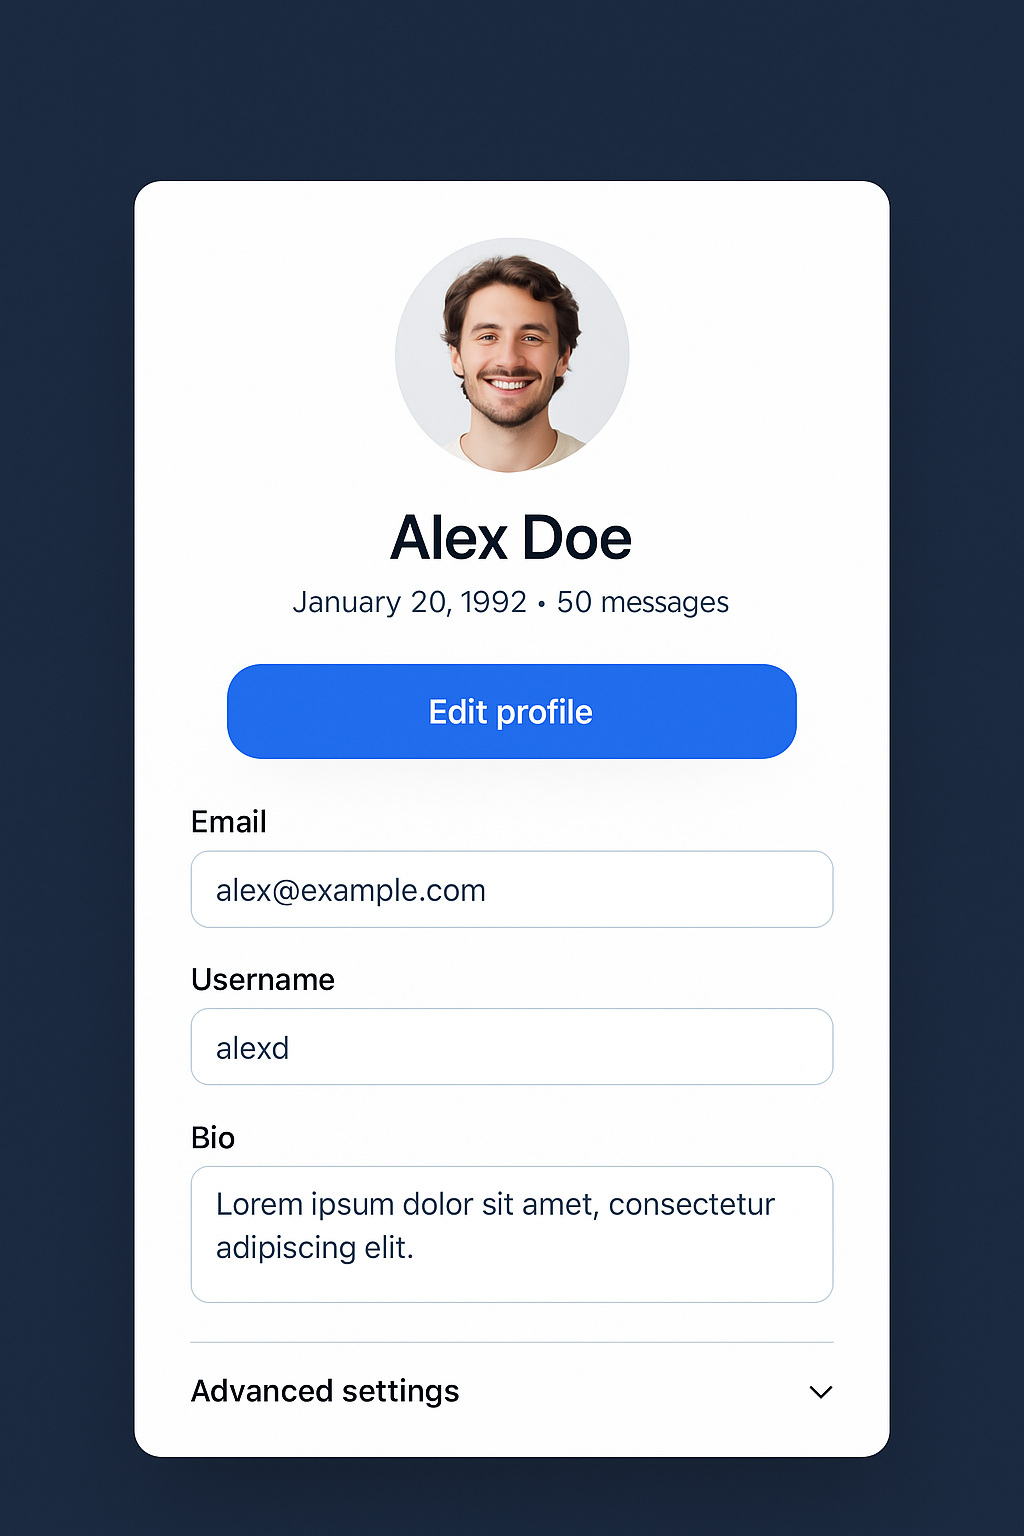 Alex Doe
January 20, 1992 • 50 messages
Edit profile
Email
alex@example.com
Username
alexd
Bio
Lorem ipsum dolor sit amet, consectetur
adipiscing elit.
Advanced settings